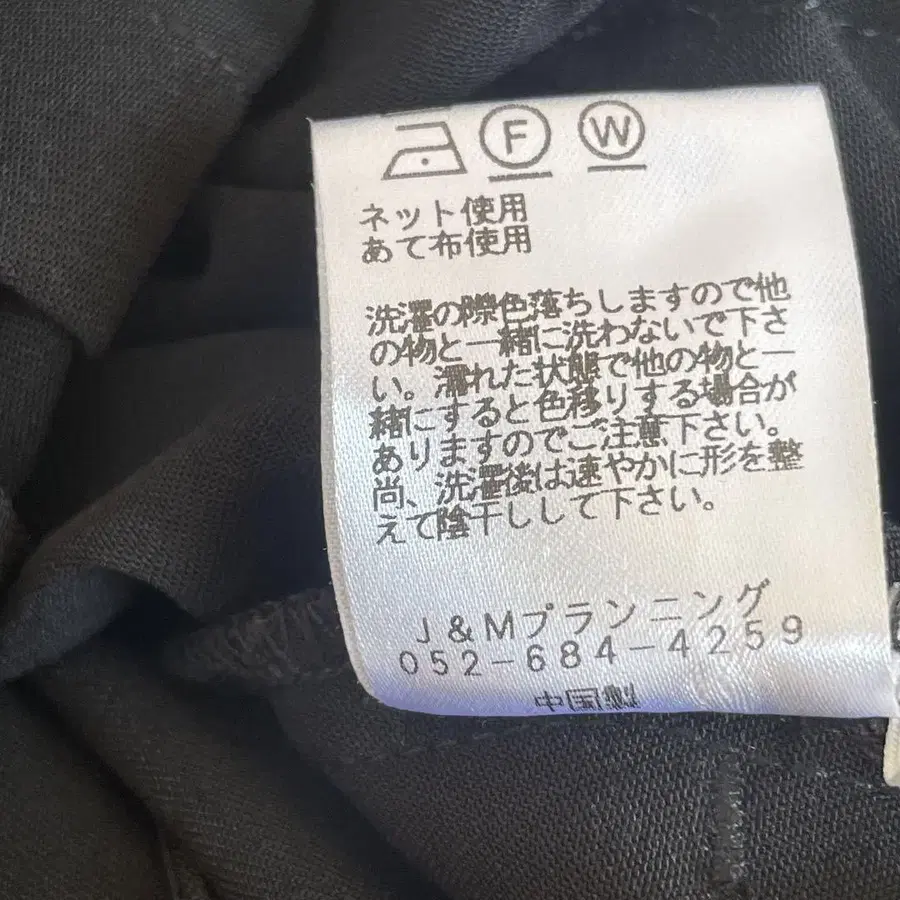 F W
ネット使用
あて布使用
洗濯の際色落ちしますので他
の物と一緒に洗わないで下さ
い。濡れた状態で他の物と一
緒にすると色移りする場合が
ありますのでご注意下さい。
尚、洗濯後は速やかに形を整
えて陰干しして下さい。
J&Mプランニング
052-684-4259
中国製